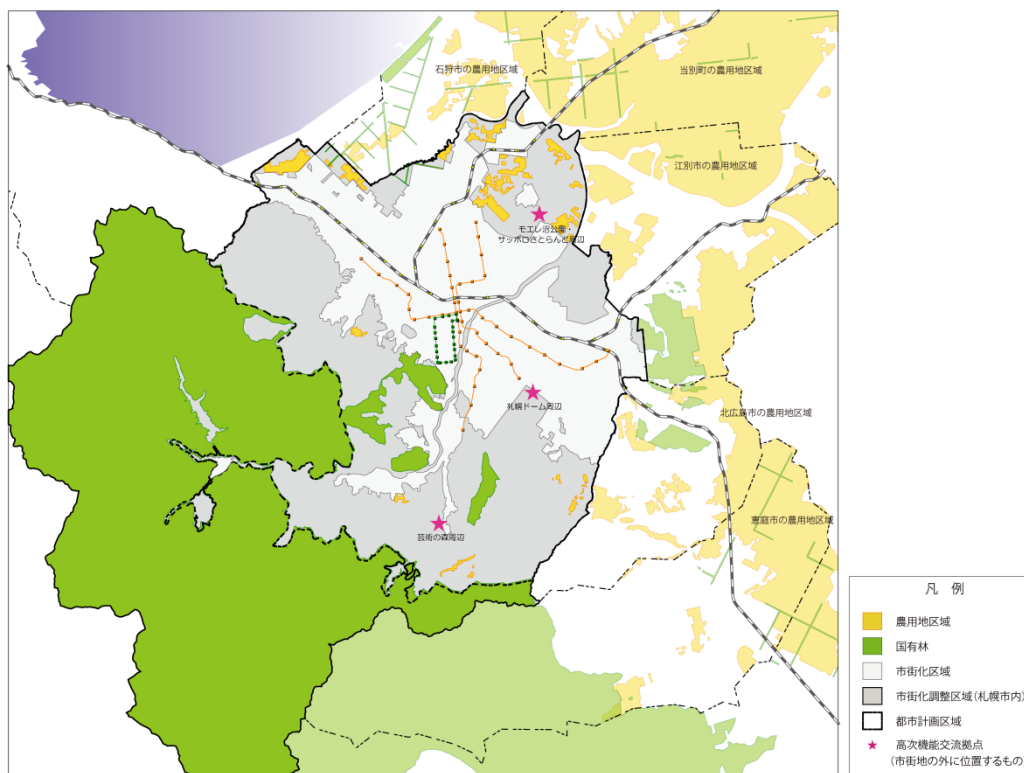 石狩市の農用地区域
当別町の農用地区域
江別市の農用地区域
モエレ沼公園・
サッポロさとらんど周辺
札幌ドーム周辺
北広島市の農用地区域
恵庭市の農用地区域
芸術の森周辺
凡 例
農用地区域
国有林
市街化区域
市街化調整区域(札幌市内)
都市計画区域
高次機能交流拠点
(市街地の外に位置するもの)